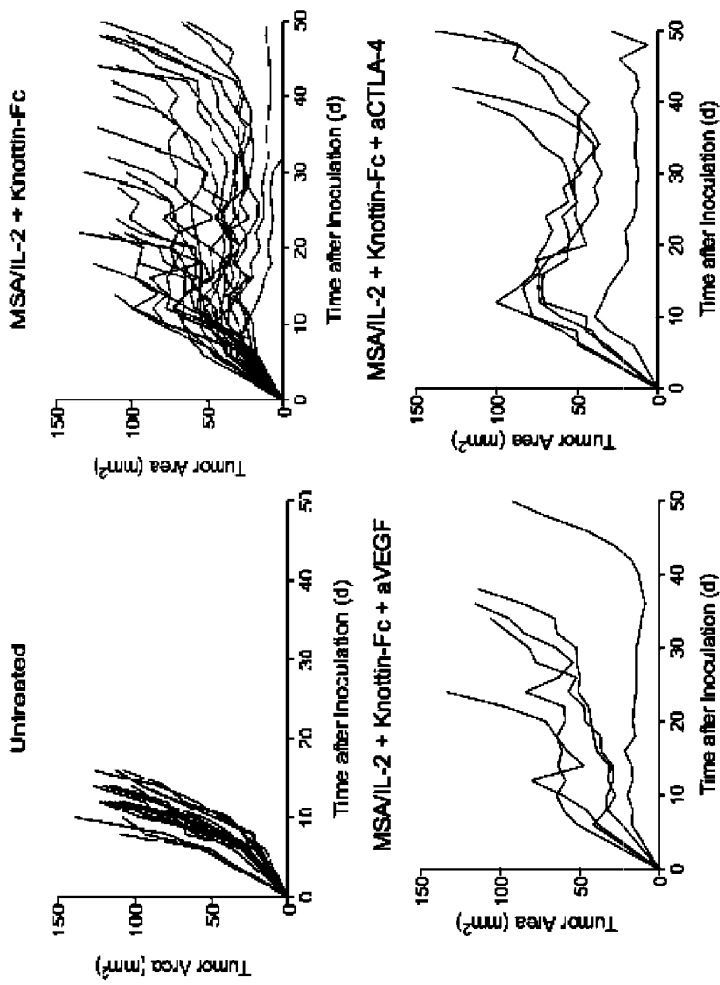 Untreated
150
100
50
0
Tumor Area (mm²)
0 10 20 30 40 50
Time after Inoculation (d)
MSA/IL-2 + Knottin-Fc
150
100
50
0
Tumor Area (mm²)
0 10 20 30 40 50
Time after Inoculation (d)
MSA/IL-2 + Knottin-Fc + aVEGF
150
100
50
0
Tumor Area (mm²)
0 10 20 30 40 50
Time after Inoculation (d)
MSA/IL-2 + Knottin-Fc + aCTLA-4
150
100
50
0
Tumor Area (mm²)
0 10 20 30 40 50
Time after Inoculation (d)